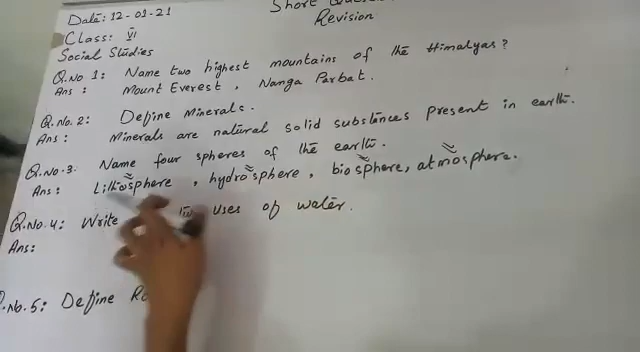 Short
Revision
Date: 12-01-21
Class: VI
Social Studies
Q.No 1: Name two highest mountains of the Himalyas?
Ans: Mount Everest, Nanga Parbat.
Q.No.2: Define Minerals.
Ans: Minerals are natural solid substances present in earth.
Q.No.3. Name four spheres of the earth.
Ans: Lithosphere, hydrosphere, biosphere, atmosphere.
Q.No.4: Write uses of water.
Ans:
No.5: Define